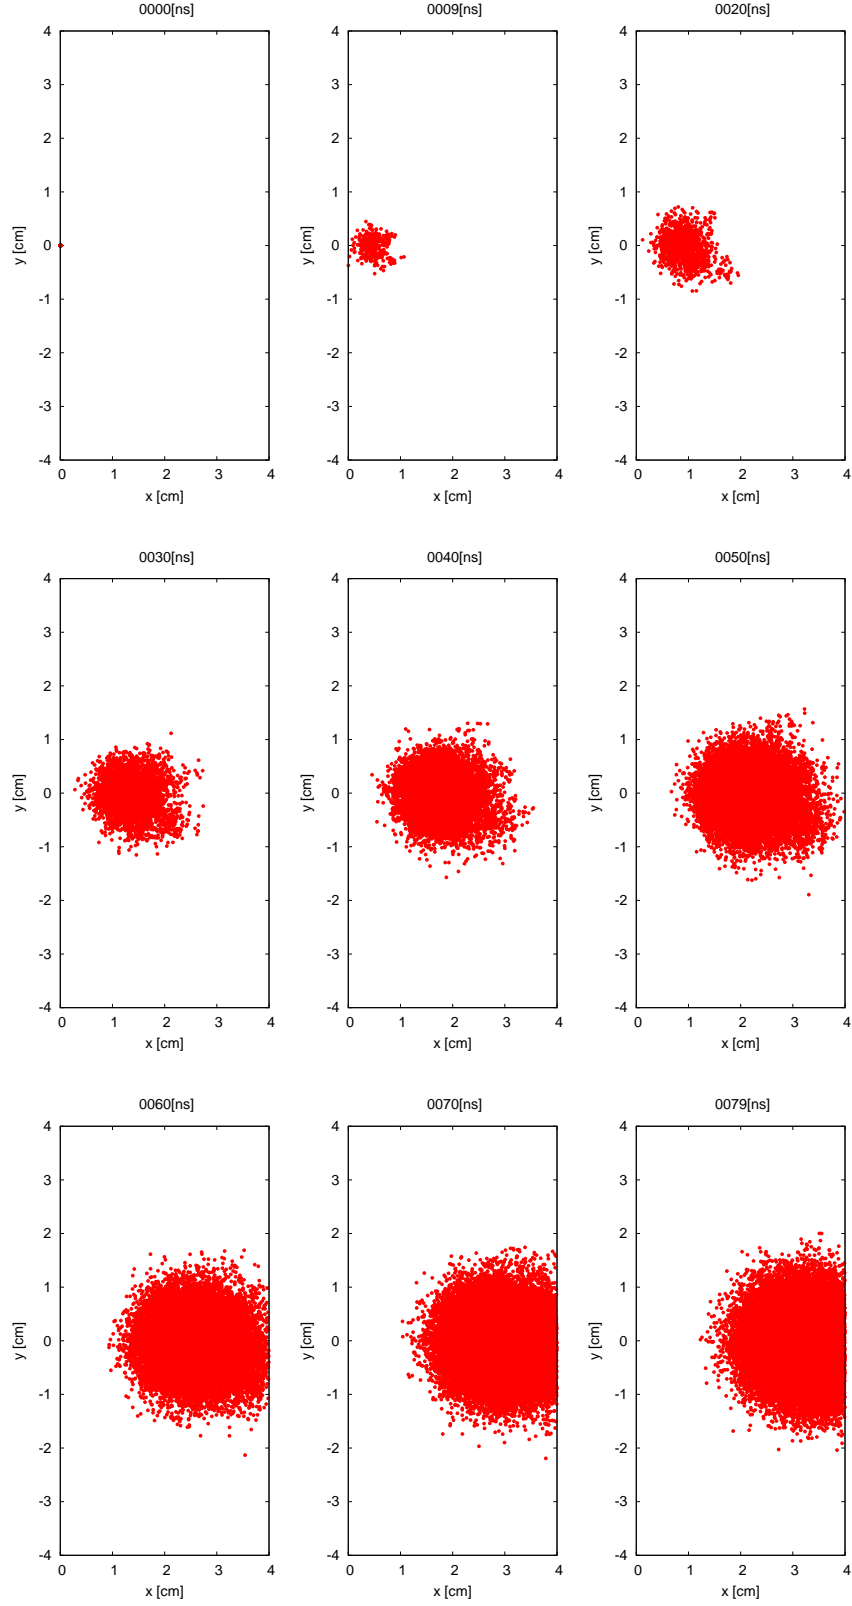 0000[ns] 0009[ns] 0020[ns]
4 4 4
3 3 3
2 2 2
1 1 1
y [cm] 0 y [cm] 0 y [cm] 0
-1 -1 -1
-2 -2 -2
-3 -3 -3
-4 -4 -4
0 1 2 3 4 0 1 2 3 4 0 1 2 3 4
x [cm] x [cm] x [cm]
0030[ns] 0040[ns] 0050[ns]
4 4 4
3 3 3
2 2 2
1 1 1
y [cm] 0 y [cm] 0 y [cm] 0
-1 -1 -1
-2 -2 -2
-3 -3 -3
-4 -4 -4
0 1 2 3 4 0 1 2 3 4 0 1 2 3 4
x [cm] x [cm] x [cm]
0060[ns] 0070[ns] 0079[ns]
4 4 4
3 3 3
2 2 2
1 1 1
y [cm] 0 y [cm] 0 y [cm] 0
-1 -1 -1
-2 -2 -2
-3 -3 -3
-4 -4 -4
0 1 2 3 4 0 1 2 3 4 0 1 2 3 4
x [cm] x [cm] x [cm]